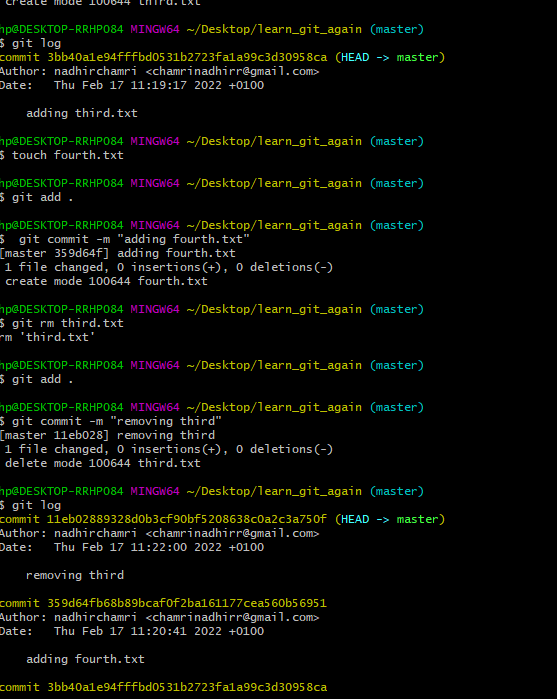 create mode 100644 third.txt
hp@DESKTOP-RRHP084 MINGW64 ~/Desktop/learn_git_again (master)
$ git log
commit 3bb40a1e94fffbd0531b2723fa1a99c3d30958ca (HEAD -> master)
Author: nadhirchamri <chamrinadhirr@gmail.com>
Date:   Thu Feb 17 11:19:17 2022 +0100
adding third.txt
hp@DESKTOP-RRHP084 MINGW64 ~/Desktop/learn_git_again (master)
$ touch fourth.txt
hp@DESKTOP-RRHP084 MINGW64 ~/Desktop/learn_git_again (master)
$ git add .
hp@DESKTOP-RRHP084 MINGW64 ~/Desktop/learn_git_again (master)
$  git commit -m "adding fourth.txt"
[master 359d64f] adding fourth.txt
1 file changed, 0 insertions(+), 0 deletions(-)
create mode 100644 fourth.txt
hp@DESKTOP-RRHP084 MINGW64 ~/Desktop/learn_git_again (master)
$ git rm third.txt
rm 'third.txt'
hp@DESKTOP-RRHP084 MINGW64 ~/Desktop/learn_git_again (master)
$ git add .
hp@DESKTOP-RRHP084 MINGW64 ~/Desktop/learn_git_again (master)
$ git commit -m "removing third"
[master 11eb028] removing third
1 file changed, 0 insertions(+), 0 deletions(-)
delete mode 100644 third.txt
hp@DESKTOP-RRHP084 MINGW64 ~/Desktop/learn_git_again (master)
$ git log
commit 11eb02889328d0b3cf90bf5208638c0a2c3a750f (HEAD -> master)
Author: nadhirchamri <chamrinadhirr@gmail.com>
Date:   Thu Feb 17 11:22:00 2022 +0100
removing third
commit 359d64fb68b89bcaf0f2ba161177cea560b56951
Author: nadhirchamri <chamrinadhirr@gmail.com>
Date:   Thu Feb 17 11:20:41 2022 +0100
adding fourth.txt
commit 3bb40a1e94fffbd0531b2723fa1a99c3d30958ca